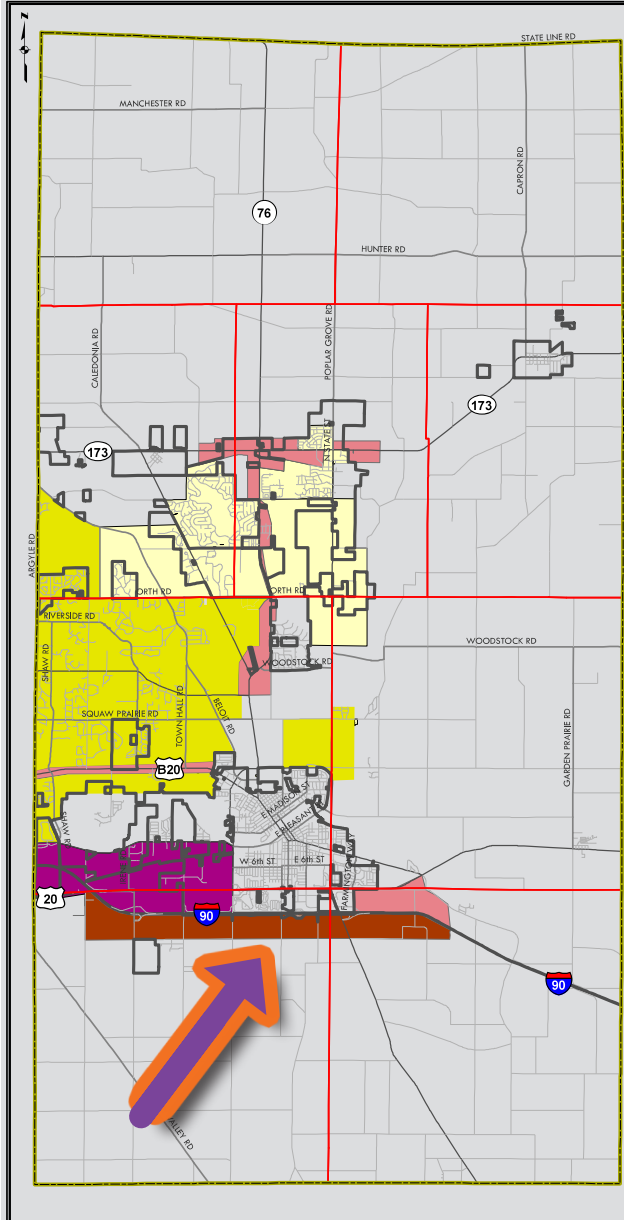 Z
STATE LINE RD
MANCHESTER RD
CAPRON RD
76
HUNTER RD
CALEDONIA RD
POPLAR GROVE RD
173
N STATE ST
173
ARGYLE RD
ORTH RD
ORTH RD
RIVERSIDE RD
WOODSTOCK RD
SHAW RD
WOODSTOCK RD
TOWN HALL RD
BELOIT RD
SQUAW PRAIRIE RD
GARDEN PRAIRIE RD
B20
E MADISON ST
E PLEASANT
SHAW RD
FARMINGTON WAY
W 6th ST
E 6th ST
20
90
90
VALLEY RD